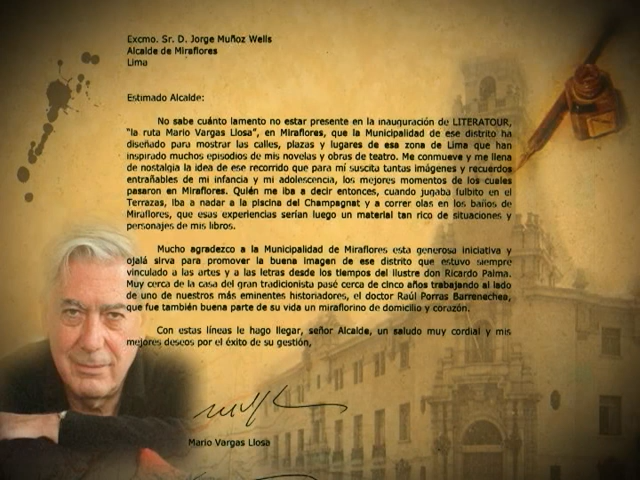 Excmo. Sr. D. Jorge Muñoz Wells
Alcalde de Miraflores
Lima
Estimado Alcalde:
No sabe cuánto lamento no estar presente en la inauguración de LITERATOUR,
"la ruta Mario Vargas Llosa", en Miraflores, que la Municipalidad de ese distrito ha
diseñado para mostrar las calles, plazas y lugares de esa zona de Lima que han
inspirado muchos episodios de mis novelas y obras de teatro. Me conmueve y me llena
de nostalgia la idea de ese recorrido que para mí suscita tantas imágenes y recuerdos
entrañables de mi infancia y mi adolescencia, los mejores momentos de los cuales
pasaron en Miraflores. Quién me iba a decir entonces, cuando jugaba fulbito en el
Terrazas, iba a nadar a la piscina del Champagnat y a correr olas en los baños de
Miraflores, que esas experiencias serían luego un material tan rico de situaciones y
personajes de mis libros.
Mucho agradezco a la Municipalidad de Miraflores esta generosa iniciativa y
ojalá sirva para promover la buena imagen de ese distrito que estuvo siempre
vinculado a las artes y a las letras desde los tiempos del ilustre don Ricardo Palma.
Muy cerca de la casa del gran tradicionista pasé cerca de cinco años trabajando al lado
de uno de nuestros más eminentes historiadores, el doctor Raúl Porras Barrenechea,
que fue también buena parte de su vida un miraflorino de domicilio y corazón.
Con estas líneas le hago llegar, señor Alcalde, un saludo muy cordial y mis
mejores deseos por el éxito de su gestión,
Mario Vargas Llosa